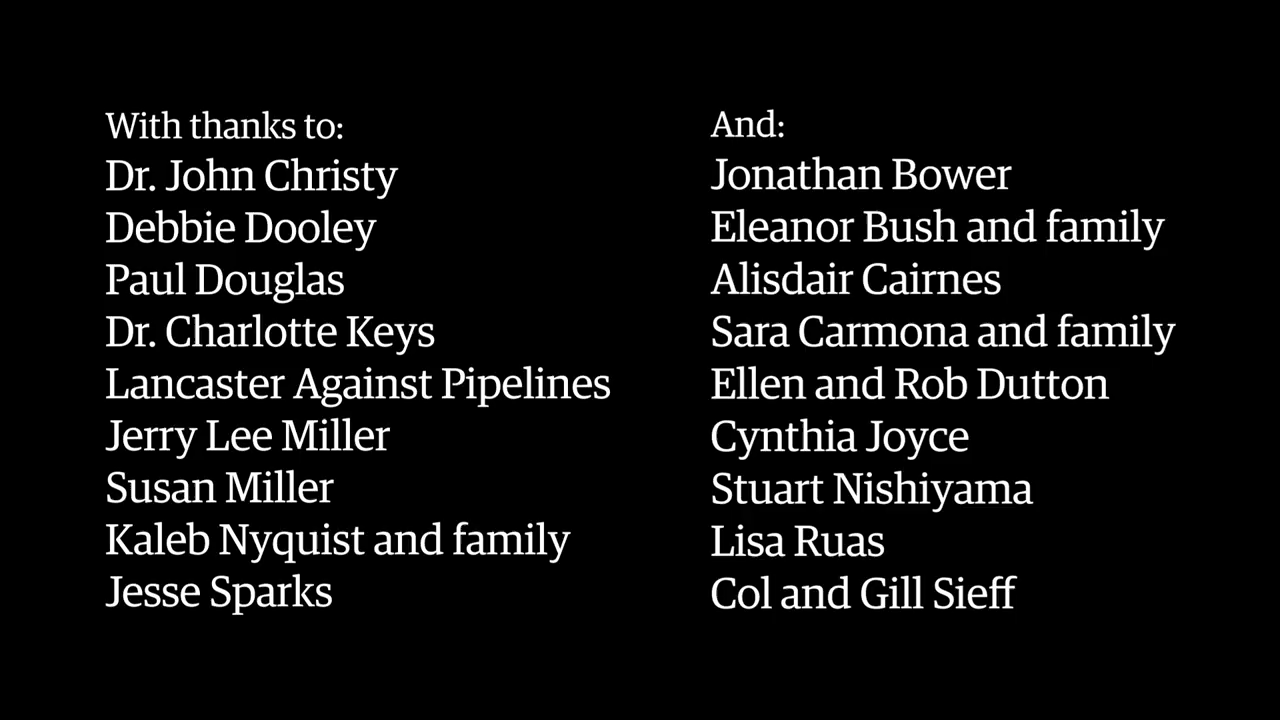 With thanks to:
Dr. John Christy
Debbie Dooley
Paul Douglas
Dr. Charlotte Keys
Lancaster Against Pipelines
Jerry Lee Miller
Susan Miller
Kaleb Nyquist and family
Jesse Sparks
And:
Jonathan Bower
Eleanor Bush and family
Alisdair Cairnes
Sara Carmona and family
Ellen and Rob Dutton
Cynthia Joyce
Stuart Nishiyama
Lisa Ruas
Col and Gill Sieff